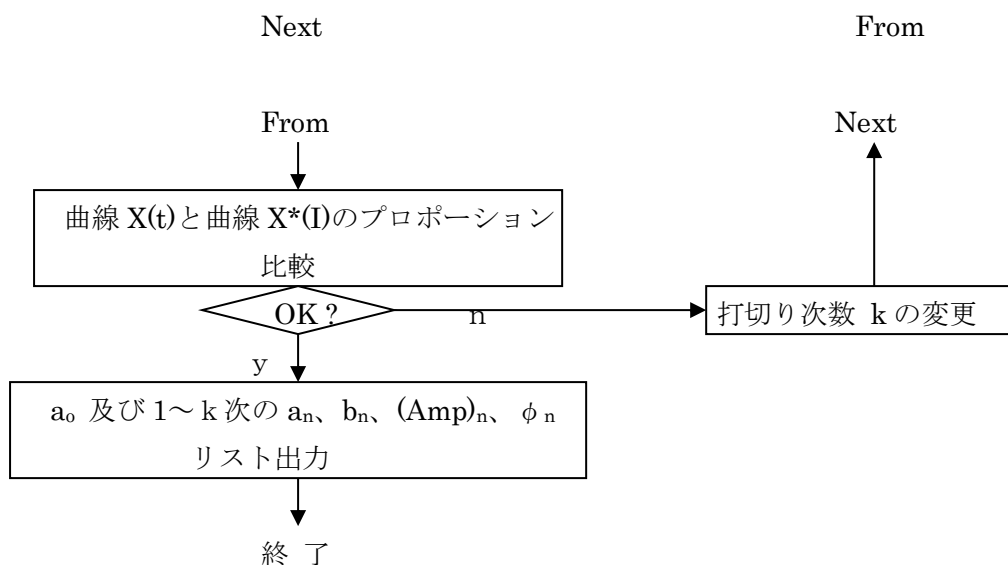 Next
From
From
Next
曲線 X(t)と曲線 X*(I)のプロポーション
比較
OK?
n
打切り次数 k の変更
y
a₀ 及び 1～k 次の aₙ、bₙ、(Amp)ₙ、φₙ
リスト出力
終 了